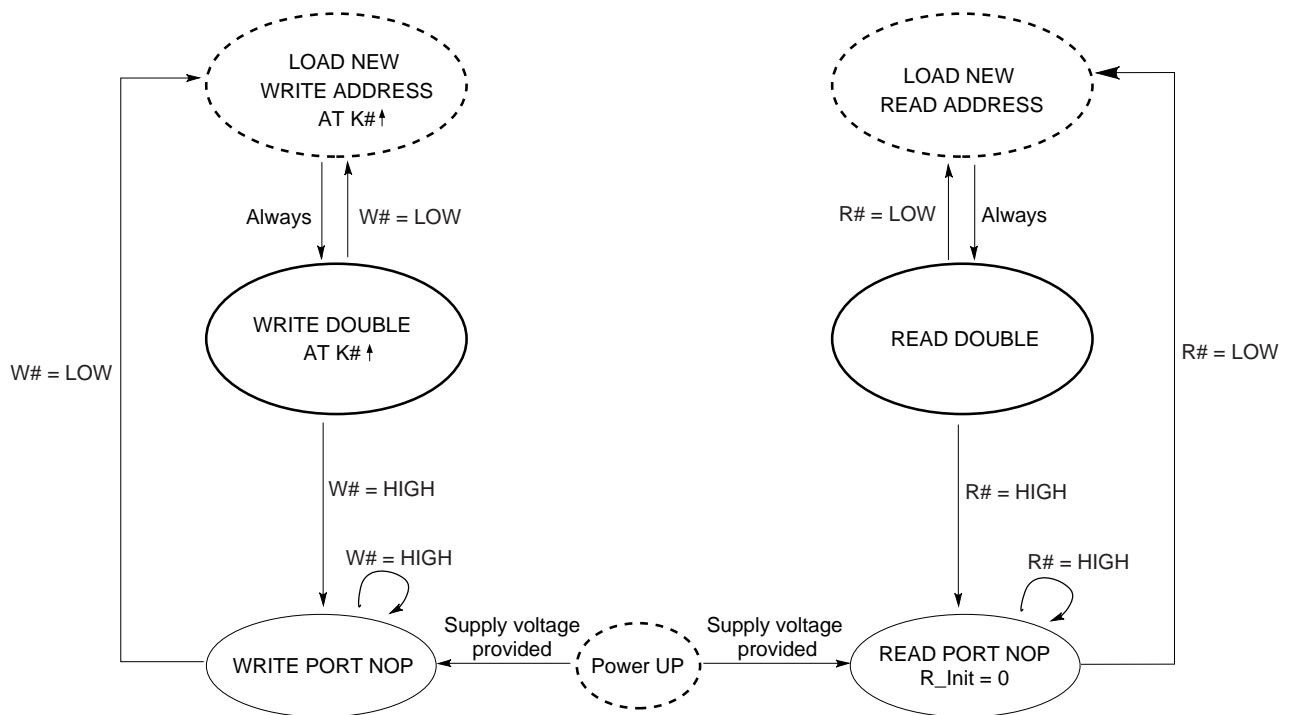 LOAD NEW
WRITE ADDRESS
AT K#↑
LOAD NEW
READ ADDRESS
Always
W# = LOW
R# = LOW
Always
WRITE DOUBLE
AT K#↑
READ DOUBLE
W# = LOW
R# = LOW
W# = HIGH
R# = HIGH
W# = HIGH
R# = HIGH
Supply voltage
provided
Supply voltage
provided
WRITE PORT NOP
Power UP
READ PORT NOP
R_Init = 0